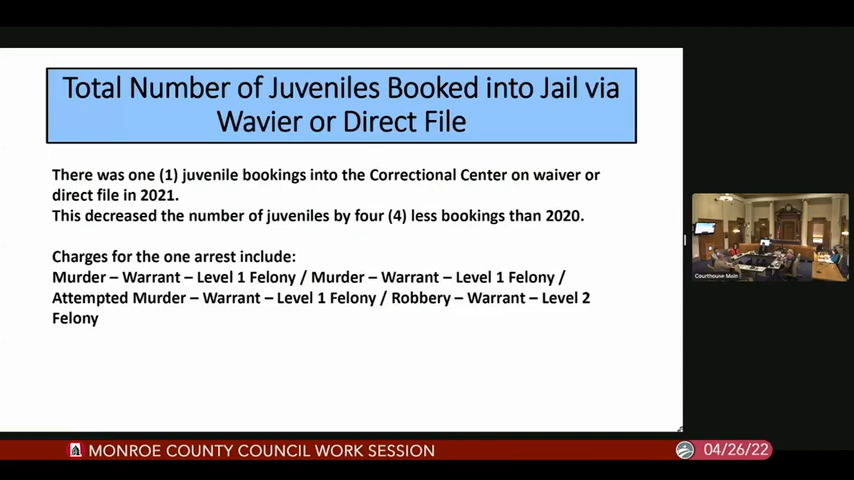 Total Number of Juveniles Booked into Jail via
Wavier or Direct File
There was one (1) juvenile bookings into the Correctional Center on waiver or
direct file in 2021.
This decreased the number of juveniles by four (4) less bookings than 2020.
Charges for the one arrest include:
Murder – Warrant – Level 1 Felony / Murder – Warrant – Level 1 Felony /
Attempted Murder – Warrant – Level 1 Felony / Robbery – Warrant – Level 2
Felony
Courthouse Main
MONROE COUNTY COUNCIL WORK SESSION
04/26/22